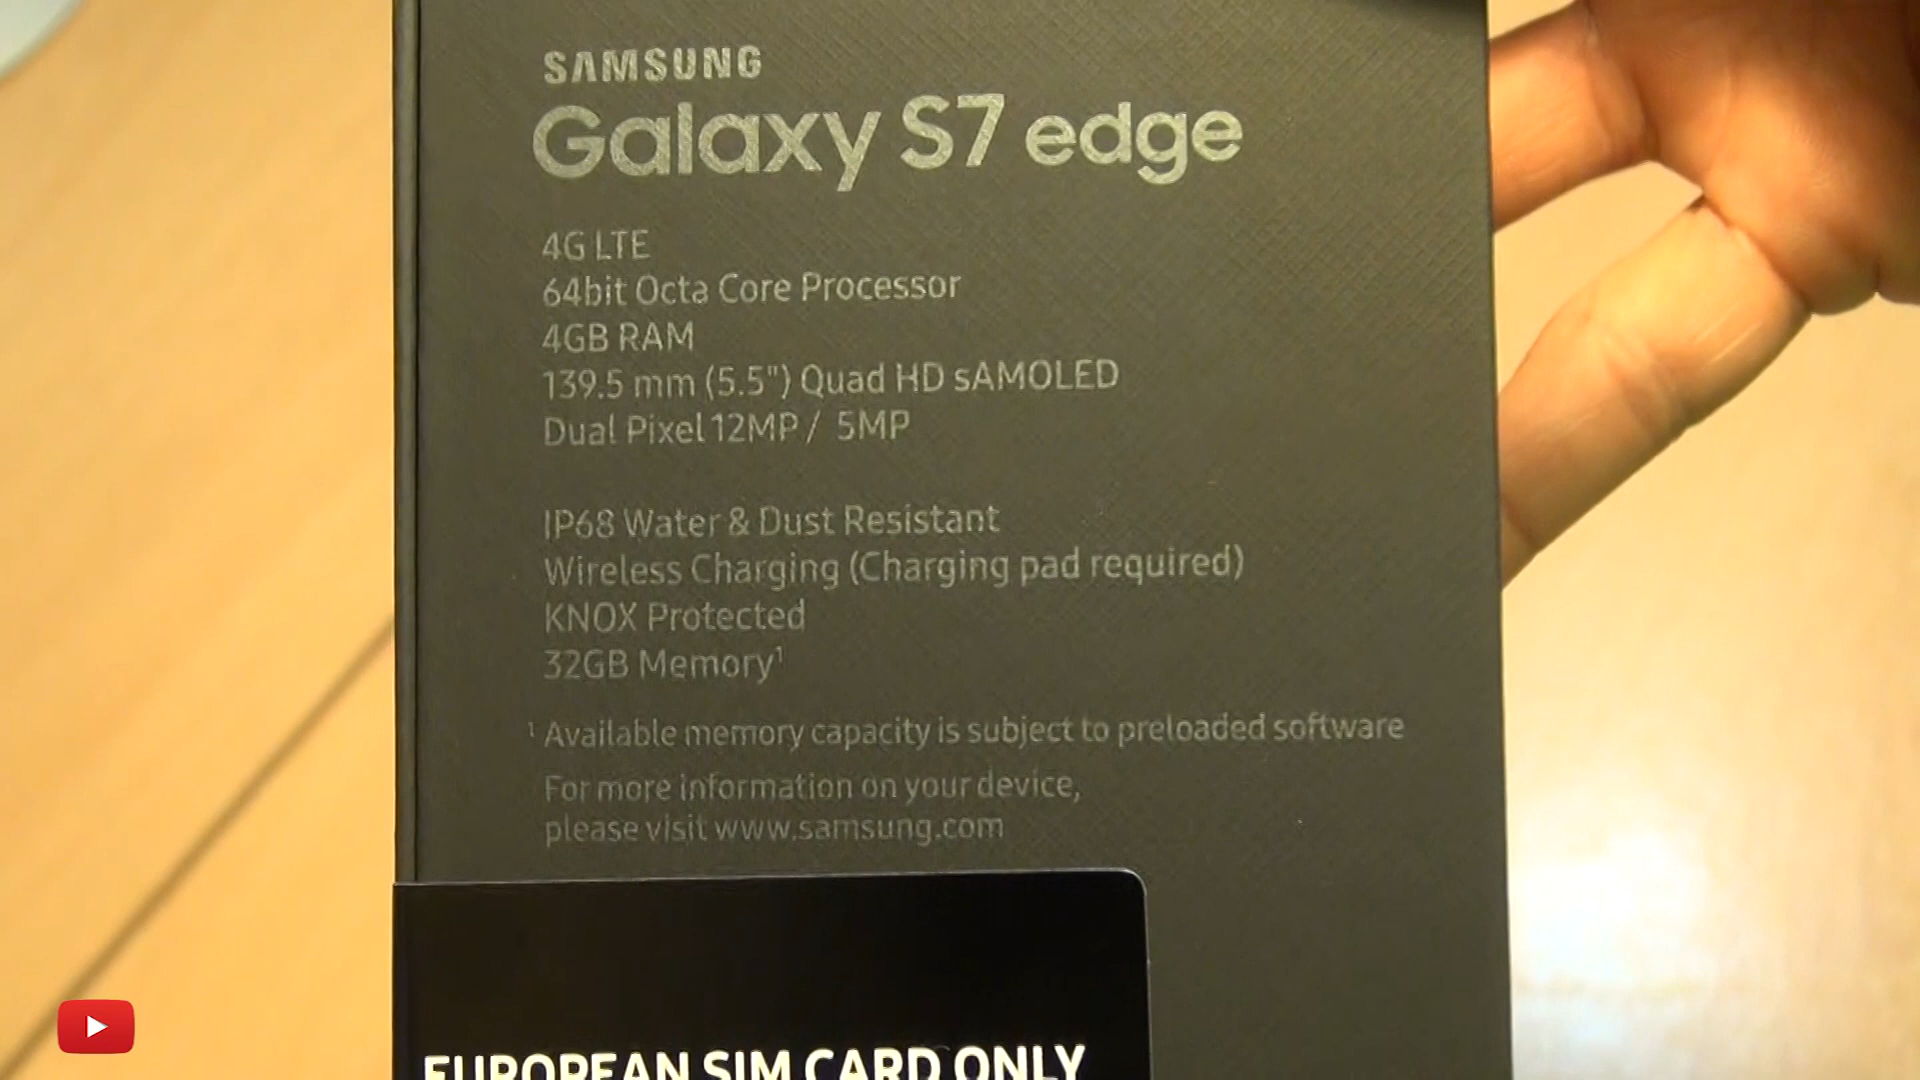 SAMSUNG
Galaxy S7 edge
4G LTE
64bit Octa Core Processor
4GB RAM
139.5 mm (5.5") Quad HD sAMOLED
Dual Pixel 12MP / 5MP
IP68 Water & Dust Resistant
Wireless Charging (Charging pad required)
KNOX Protected
32GB Memory¹
¹ Available memory capacity is subject to preloaded software
For more information on your device,
please visit www.samsung.com
EUROPEAN SIM CARD ONLY